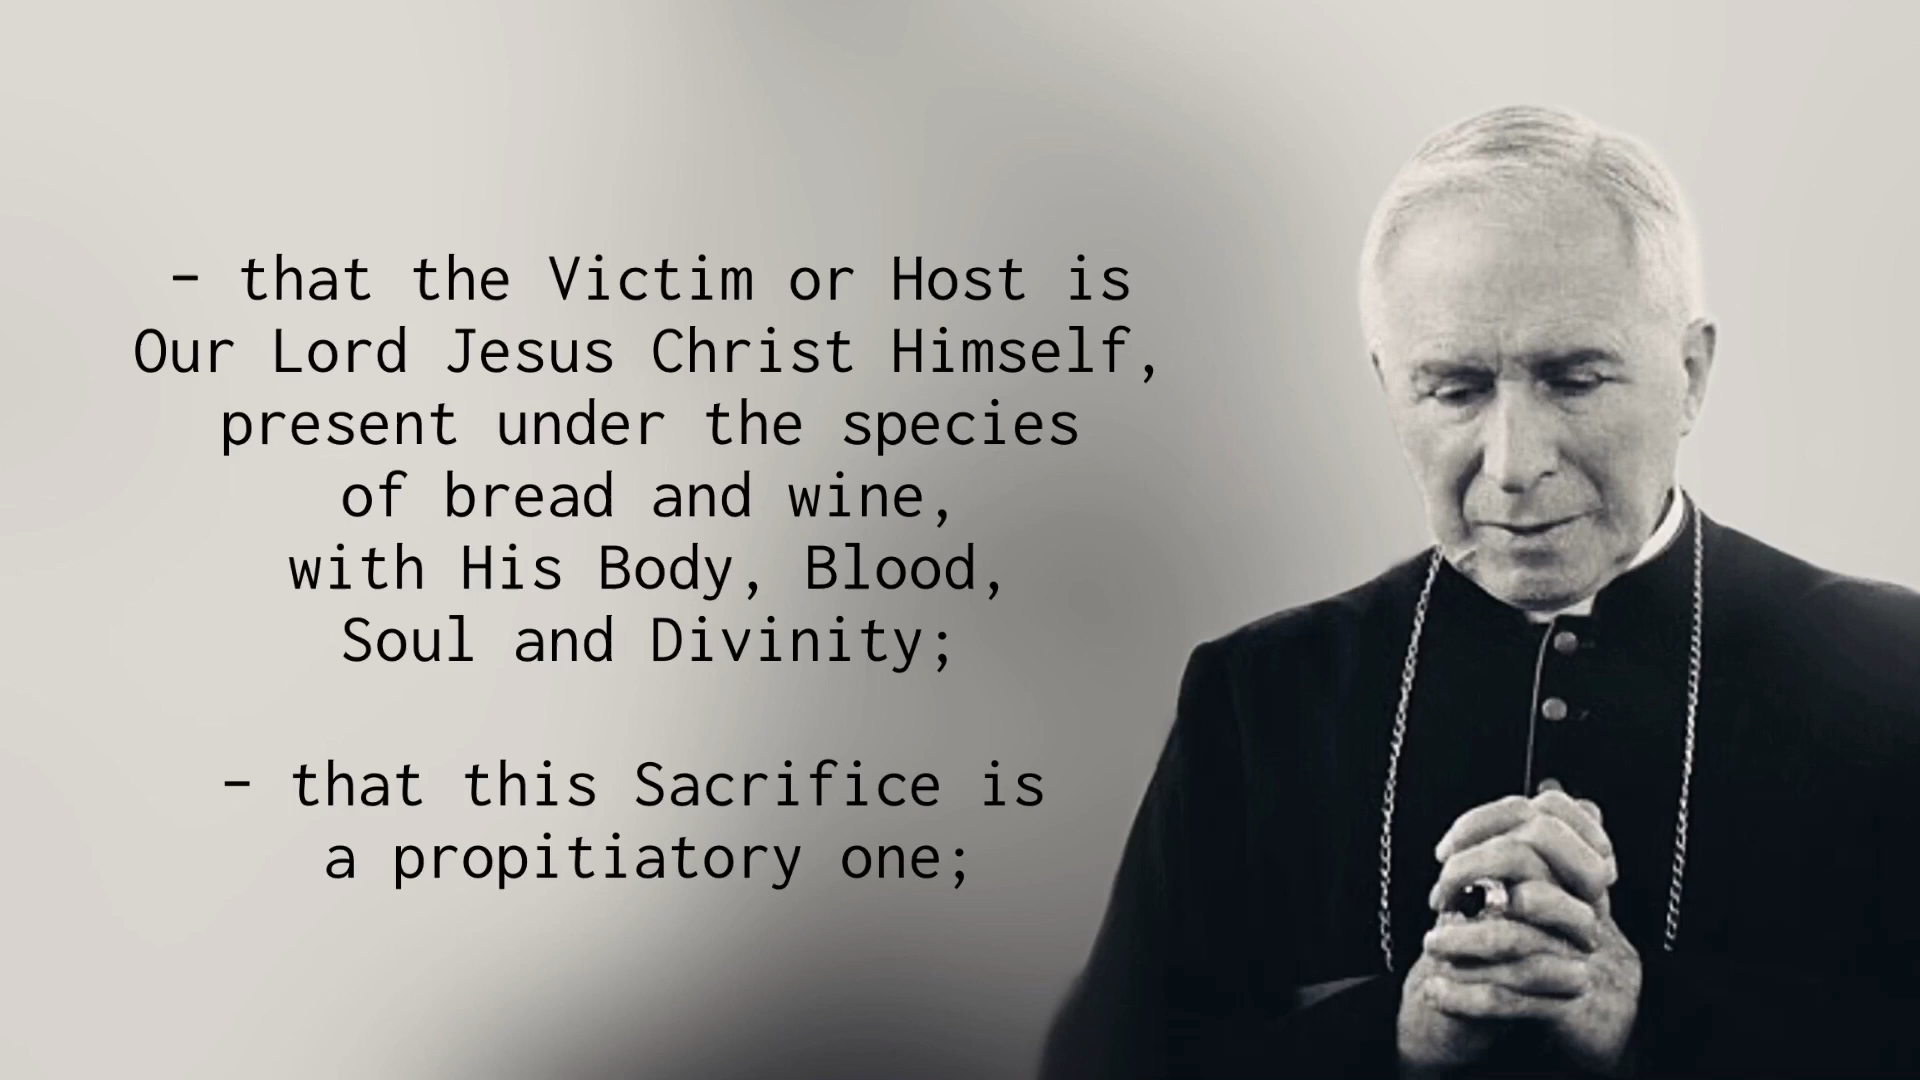 - that the Victim or Host is
Our Lord Jesus Christ Himself,
present under the species
of bread and wine,
with His Body, Blood,
Soul and Divinity;
- that this Sacrifice is
a propitiatory one;